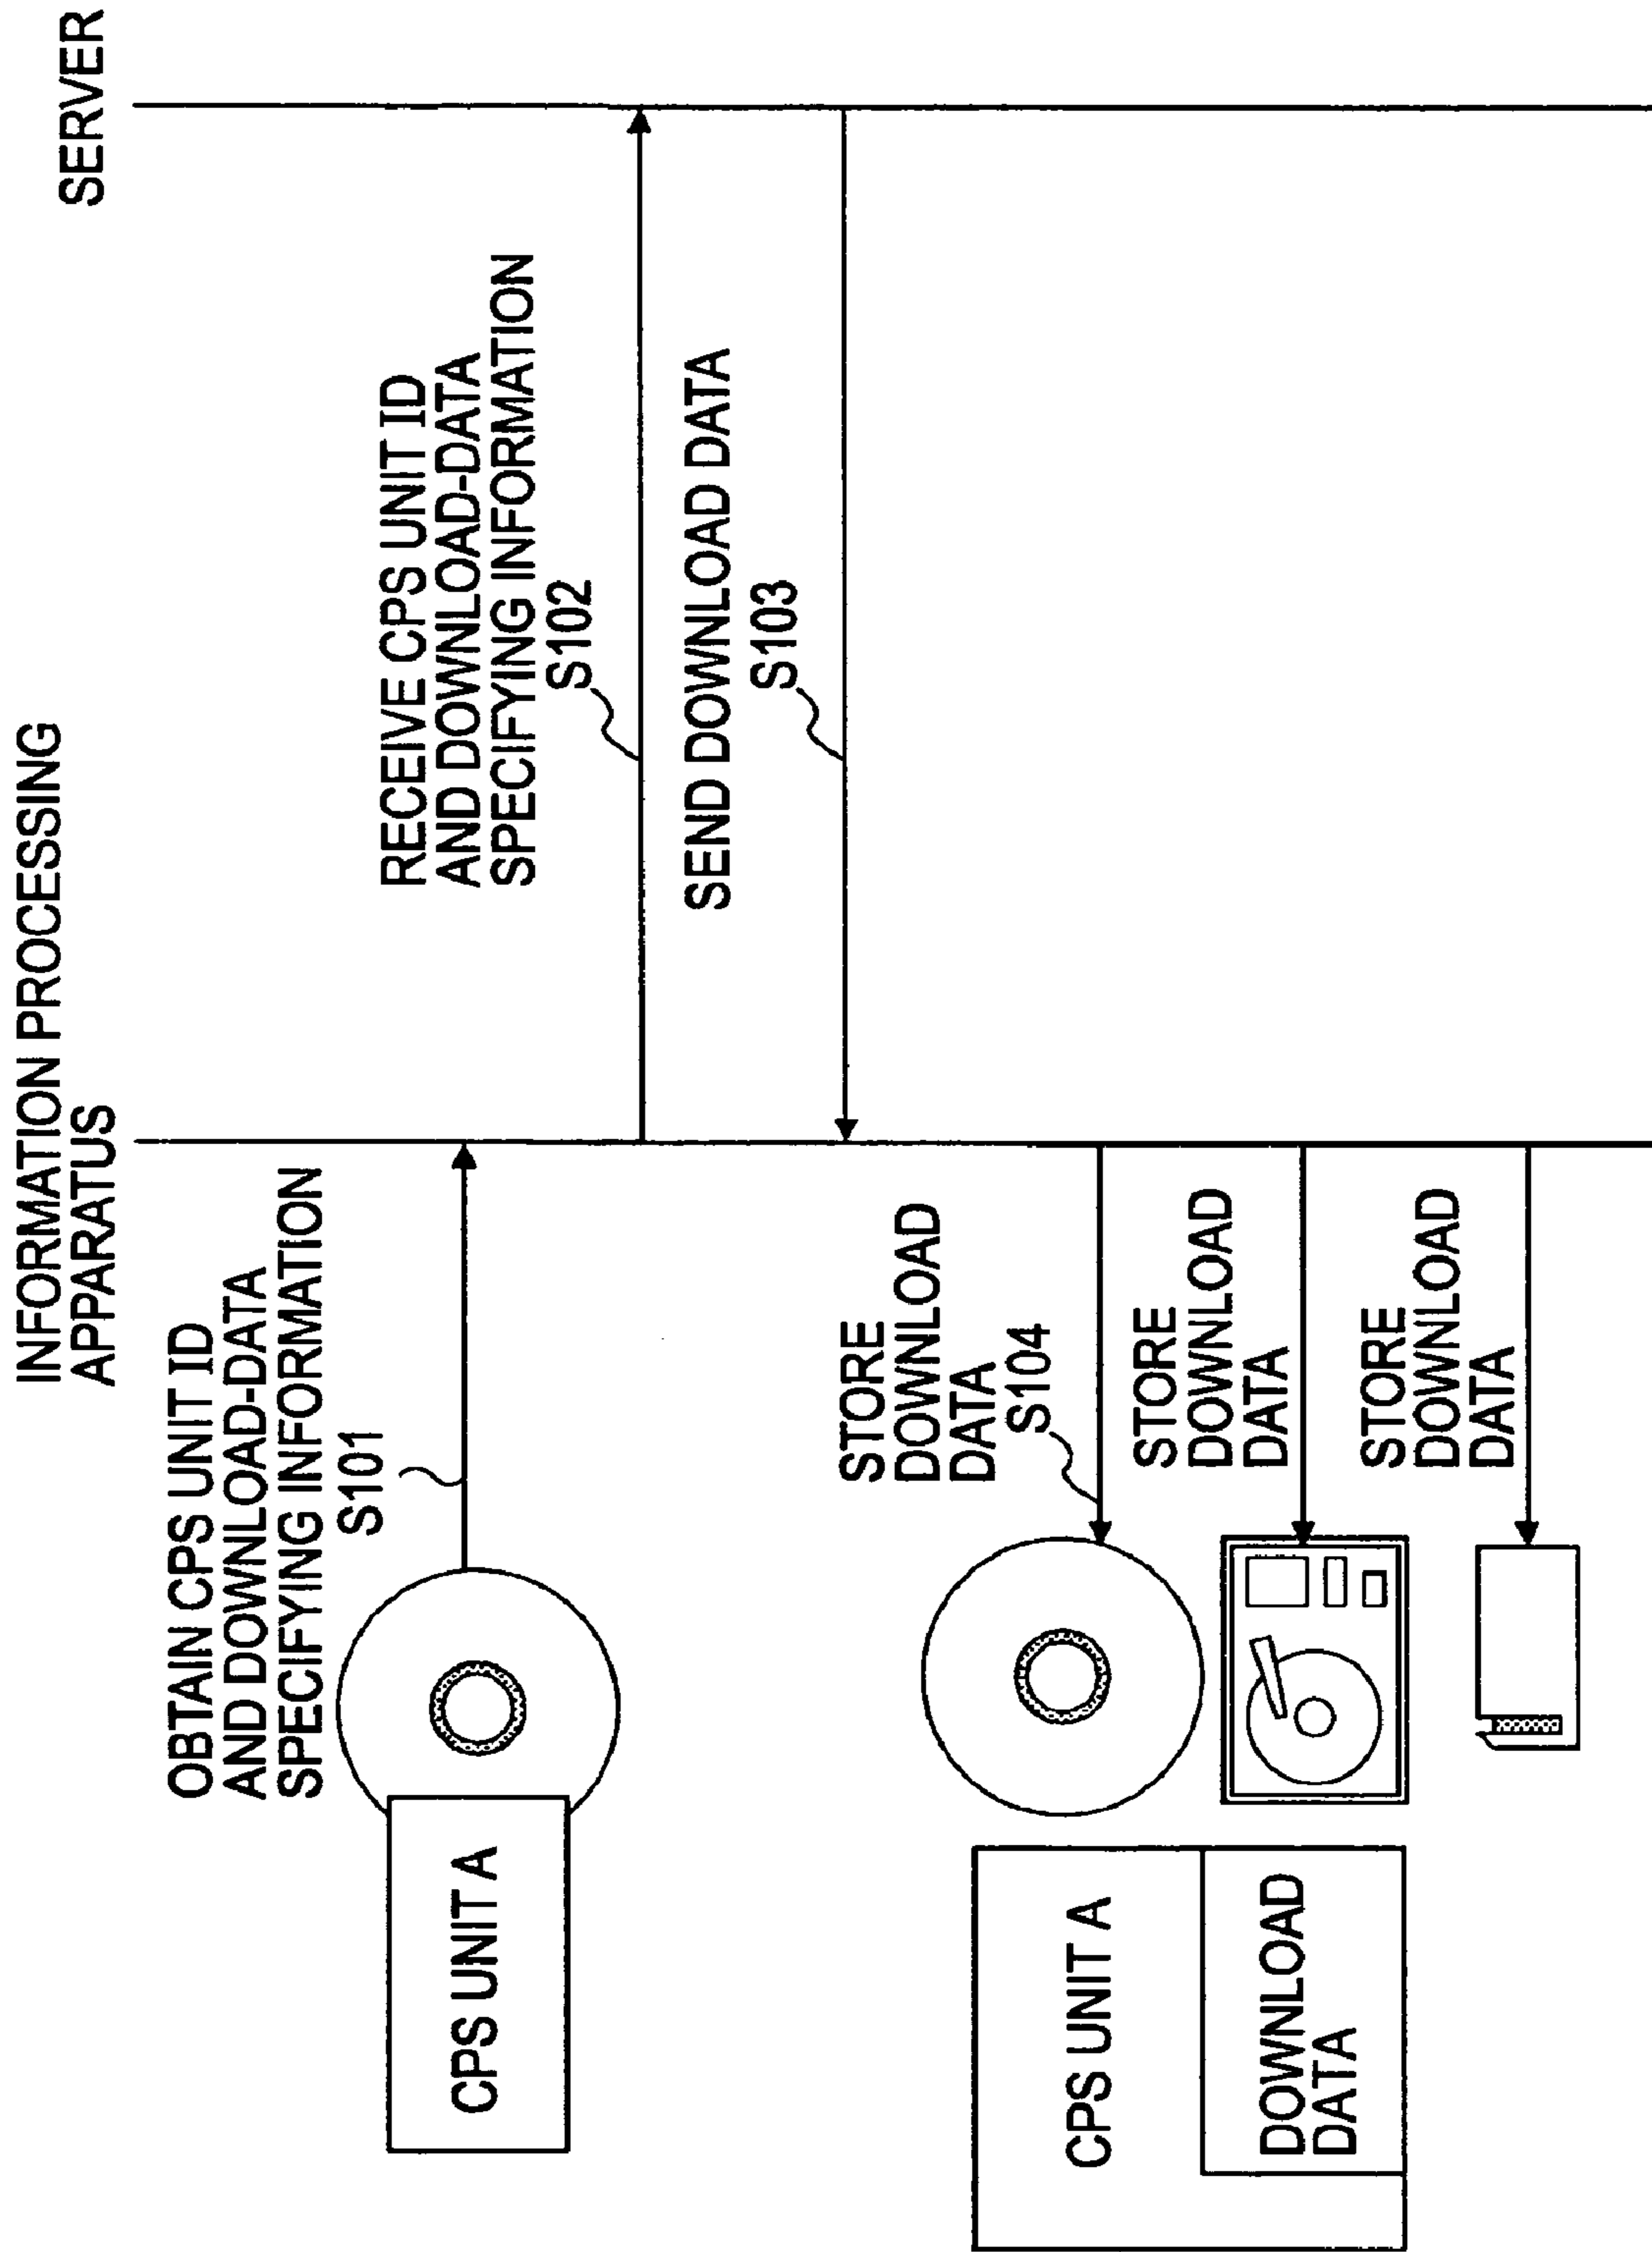 INFORMATION PROCESSING
APPARATUS
SERVER
OBTAIN CPS UNIT ID
AND DOWNLOAD-DATA
SPECIFYING INFORMATION
S101
CPS UNIT A
RECEIVE CPS UNIT ID
AND DOWNLOAD-DATA
SPECIFYING INFORMATION
S102
SEND DOWNLOAD DATA
S103
STORE
DOWNLOAD
DATA
S104
STORE
DOWNLOAD
DATA
STORE
DOWNLOAD
DATA
CPS UNIT A
DOWNLOAD
DATA